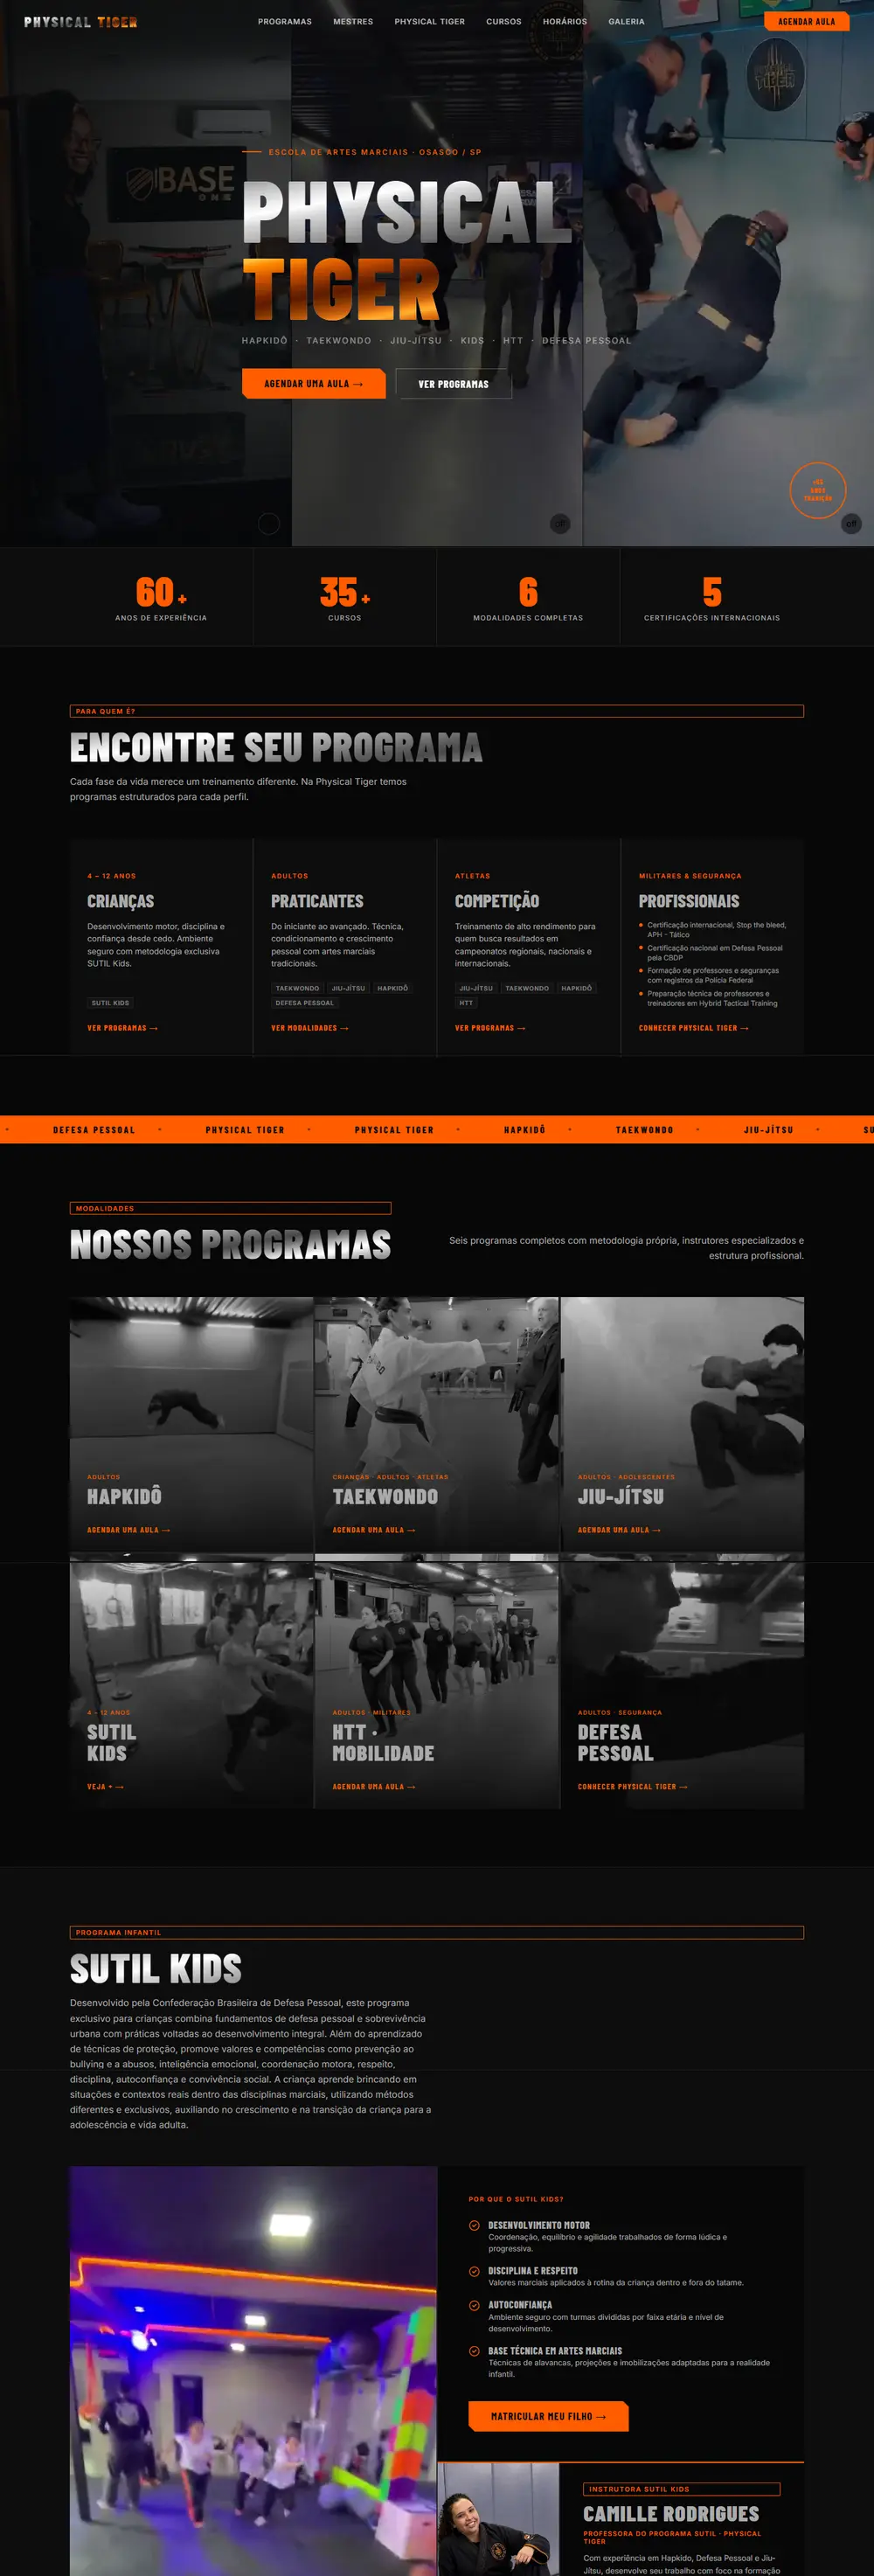 PHYSICAL TIGER
PROGRAMAS MESTRES PHYSICAL TIGER CURSOS HORÁRIOS GALERIA
AGENDAR AULA
BASE
ONE
ESCOLA DE ARTES MARCIAIS · OSASCO / SP
PHYSICAL
TIGER
HAPKIDÔ · TAEKWONDO · JIU-JÍTSU · KIDS · HTT · DEFESA PESSOAL
AGENDAR UMA AULA →
VER PROGRAMAS
TRADIÇÃO
off
off
60+
ANOS DE EXPERIÊNCIA
35+
CURSOS
6
MODALIDADES COMPLETAS
5
CERTIFICAÇÕES INTERNACIONAIS
PARA QUEM É?
ENCONTRE SEU PROGRAMA
Cada fase da vida merece um treinamento diferente. Na Physical Tiger temos
programas estruturados para cada perfil.
4 – 12 ANOS
CRIANÇAS
Desenvolvimento motor, disciplina e
confiança desde cedo. Ambiente
seguro com metodologia exclusiva
SUTIL Kids.
SUTIL KIDS
VER PROGRAMAS →
ADULTOS
PRATICANTES
Do iniciante ao avançado. Técnica,
condicionamento e crescimento
pessoal com artes marciais
tradicionais.
TAEKWONDO JIU-JÍTSU HAPKIDÔ
DEFESA PESSOAL
VER MODALIDADES →
ATLETAS
COMPETIÇÃO
Treinamento de alto rendimento para
quem busca resultados em
campeonatos regionais, nacionais e
internacionais.
JIU-JÍTSU TAEKWONDO HAPKIDÔ
HTT
VER PROGRAMAS →
MILITARES & SEGURANÇA
PROFISSIONAIS
Certificação internacional, Stop the bleed,
APH - Tático
Certificação nacional em Defesa Pessoal
pela CBDP
Formação de professores e seguranças
com registros da Polícia Federal
Preparação técnica de professores e
treinadores em Hybrid Tactical Training
CONHECER PHYSICAL TIGER →
DEFESA PESSOAL PHYSICAL TIGER PHYSICAL TIGER HAPKIDÔ TAEKWONDO JIU-JÍTSU SU
MODALIDADES
NOSSOS PROGRAMAS
Seis programas completos com metodologia própria, instrutores especializados e
estrutura profissional.
ADULTOS
HAPKIDÔ
AGENDAR UMA AULA →
CRIANÇAS · ADULTOS · ATLETAS
TAEKWONDO
AGENDAR UMA AULA →
ADULTOS · ADOLESCENTES
JIU-JÍTSU
AGENDAR UMA AULA →
4 – 12 ANOS
SUTIL
KIDS
VEJA + →
ADULTOS · MILITARES
HTT ·
MOBILIDADE
AGENDAR UMA AULA →
ADULTOS · SEGURANÇA
DEFESA
PESSOAL
CONHECER PHYSICAL TIGER →
PROGRAMA INFANTIL
SUTIL KIDS
Desenvolvido pela Confederação Brasileira de Defesa Pessoal, este programa
exclusivo para crianças combina fundamentos de defesa pessoal e sobrevivência
urbana com práticas voltadas ao desenvolvimento integral. Além do aprendizado
de técnicas de proteção, promove valores e competências como prevenção ao
bullying e a abusos, inteligência emocional, coordenação motora, respeito,
disciplina, autoconfiança e convivência social. A criança aprende brincando em
situações e contextos reais dentro das disciplinas marciais, utilizando métodos
diferentes e exclusivos, auxiliando no crescimento e na transição da criança para a
adolescência e vida adulta.
POR QUE O SUTIL KIDS?
DESENVOLVIMENTO MOTOR
Coordenação, equilíbrio e agilidade trabalhados de forma lúdica e
progressiva.
DISCIPLINA E RESPEITO
Valores marciais aplicados à rotina da criança dentro e fora do tatame.
AUTOCONFIANÇA
Ambiente seguro com turmas divididas por faixa etária e nível de
desenvolvimento.
BASE TÉCNICA EM ARTES MARCIAIS
Técnicas de alavancas, projeções e imobilizações adaptadas para a realidade
infantil.
MATRICULAR MEU FILHO →
INSTRUTORA SUTIL KIDS
CAMILLE RODRIGUES
PROFESSORA DO PROGRAMA SUTIL · PHYSICAL
TIGER
Com experiência em Hapkido, Defesa Pessoal e Jiu-
Jítsu, desenvolve seu trabalho com foco na formação